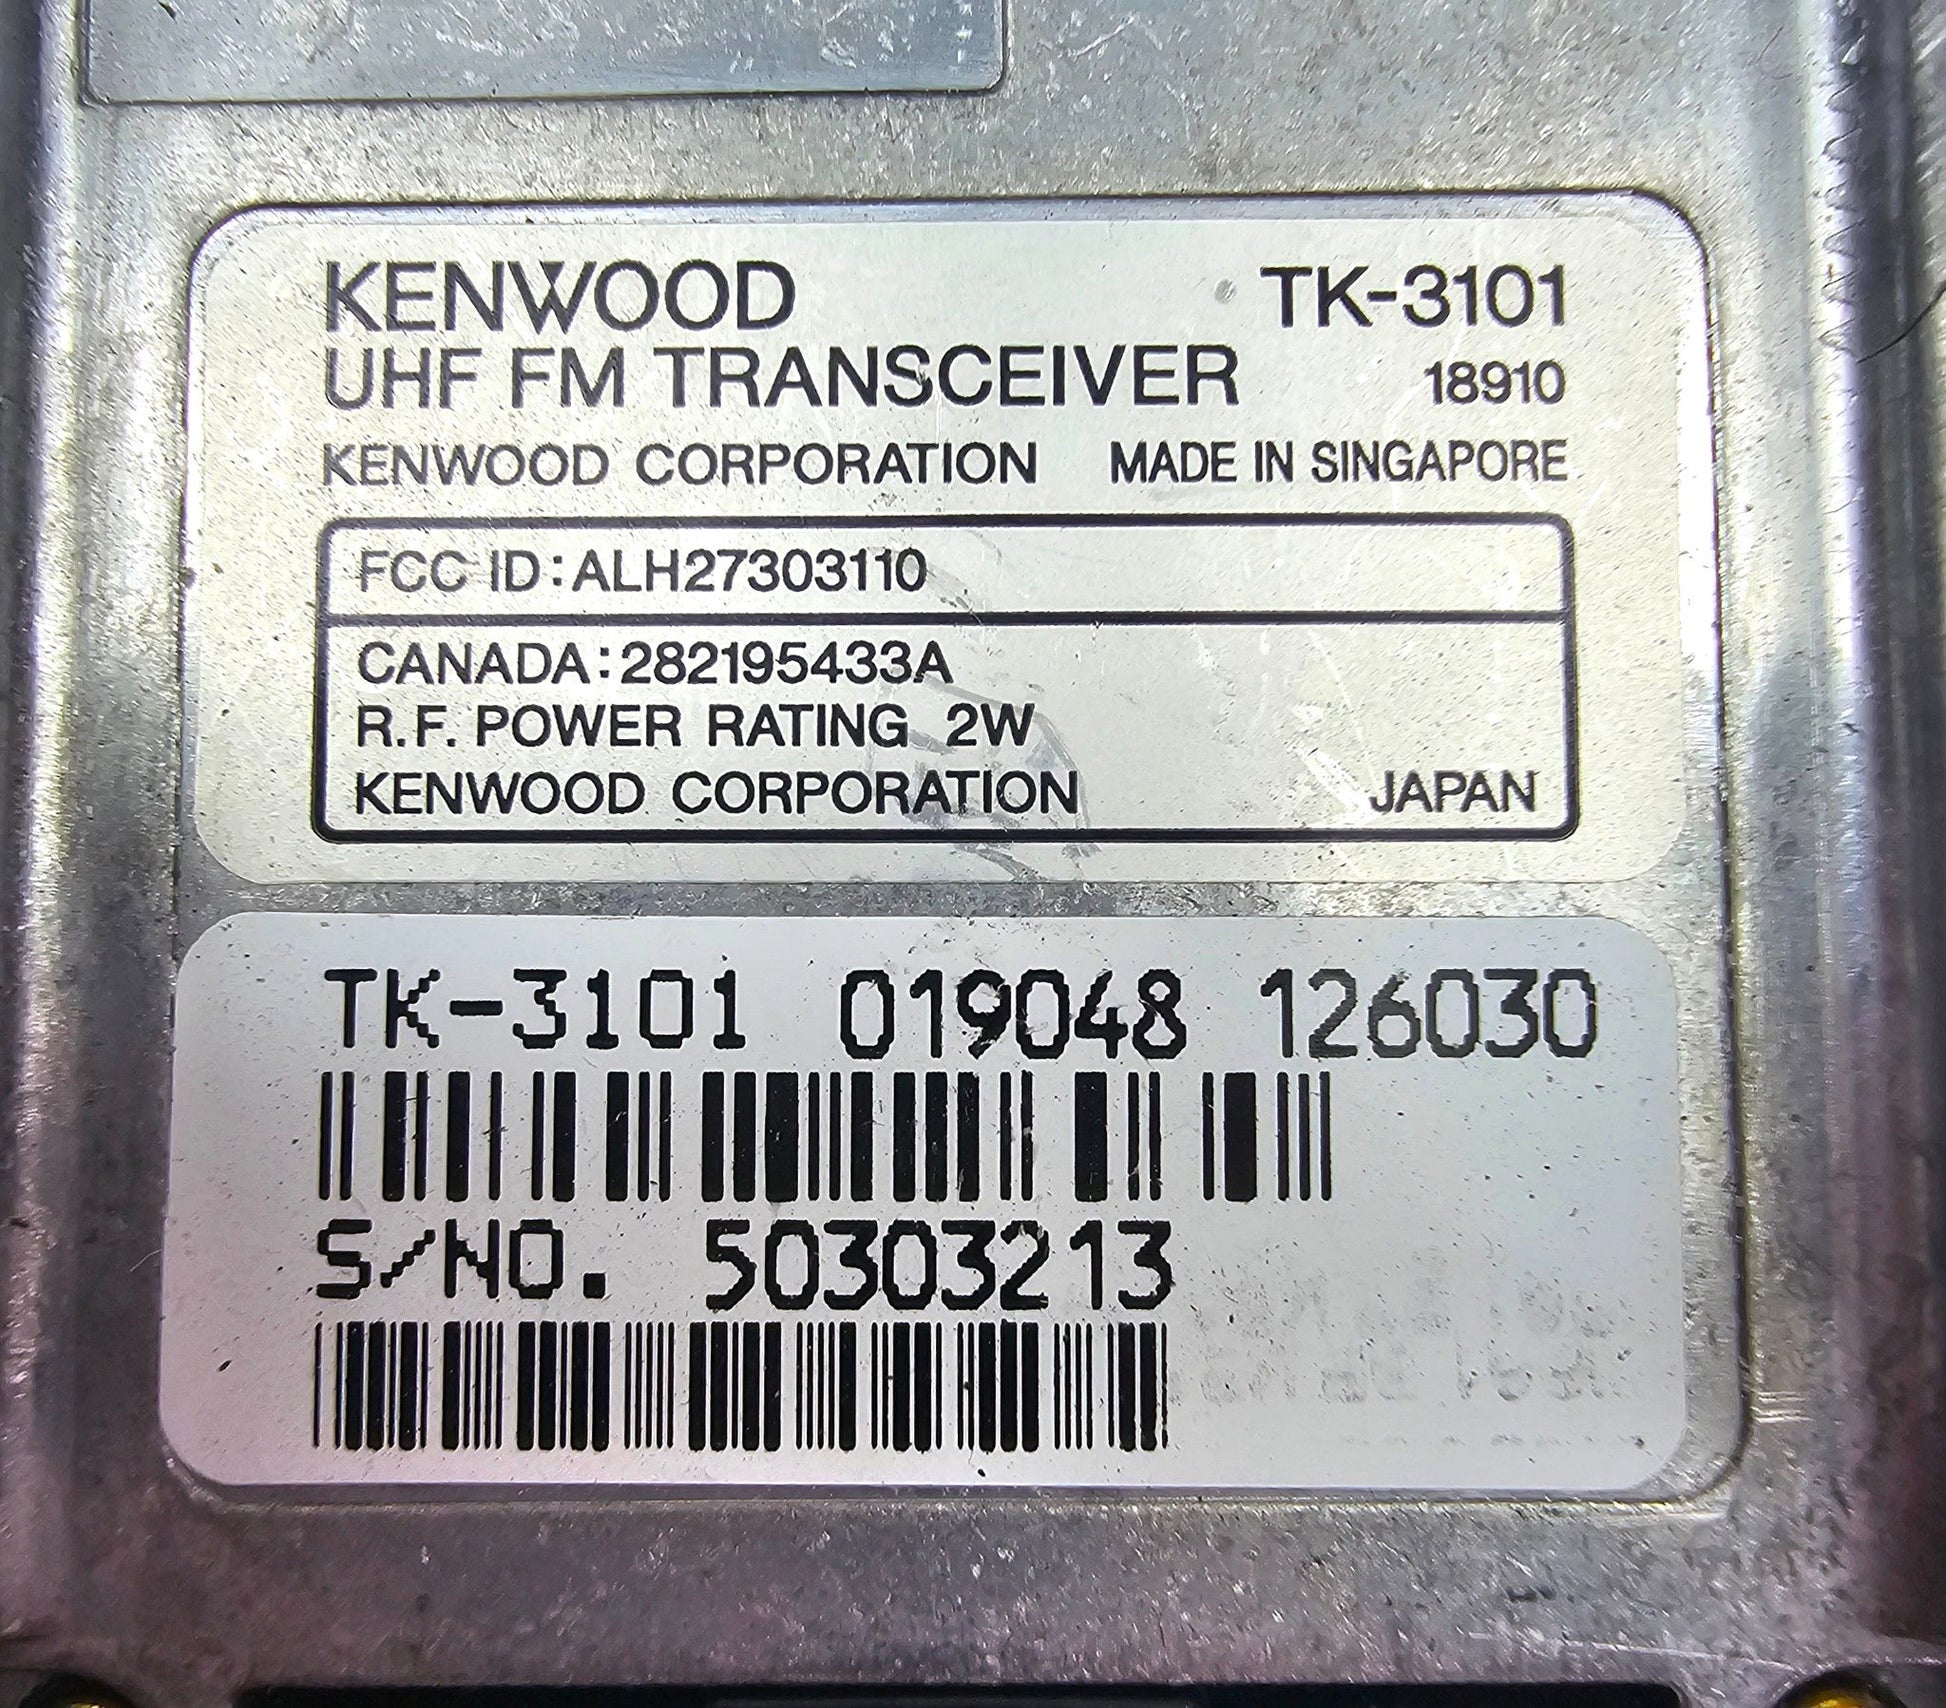 KENWOOD TK-3101
UHF FM TRANSCEIVER 18910
KENWOOD CORPORATION MADE IN SINGAPORE
FCC ID:ALH27303110
CANADA:282195433A
R.F. POWER RATING 2W
KENWOOD CORPORATION JAPAN
TK-3101 019048 126030
S/NO. 50303213